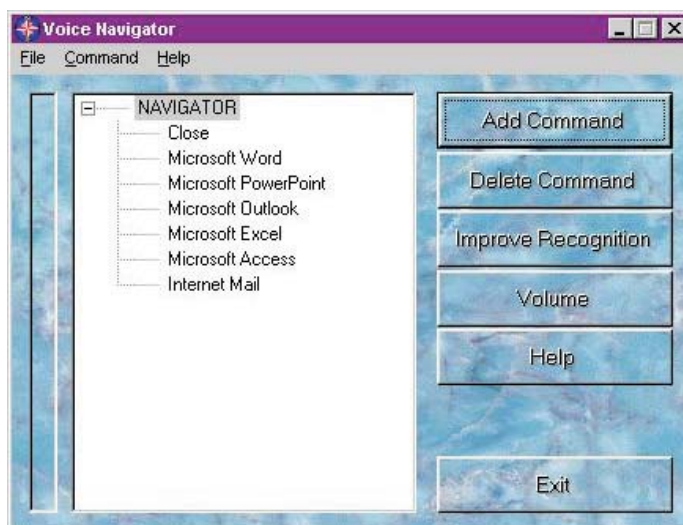 Voice Navigator
File Command Help
NAVIGATOR
Close
Microsoft Word
Microsoft PowerPoint
Microsoft Outlook
Microsoft Excel
Microsoft Access
Internet Mail
Add Command
Delete Command
Improve Recognition
Volume
Help
Exit